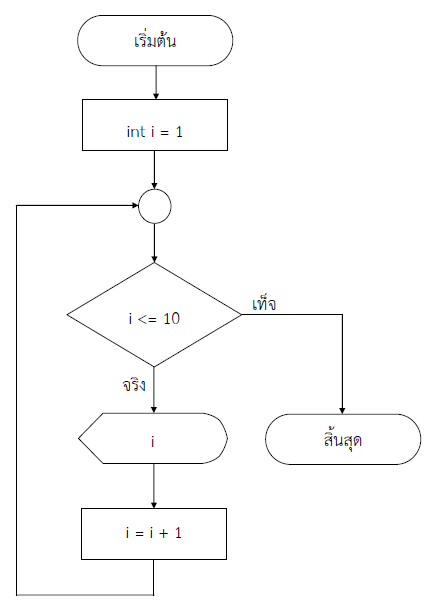 เริ่มต้น
int i = 1
i <= 10
เท็จ
จริง
i
สิ้นสุด
i = i + 1